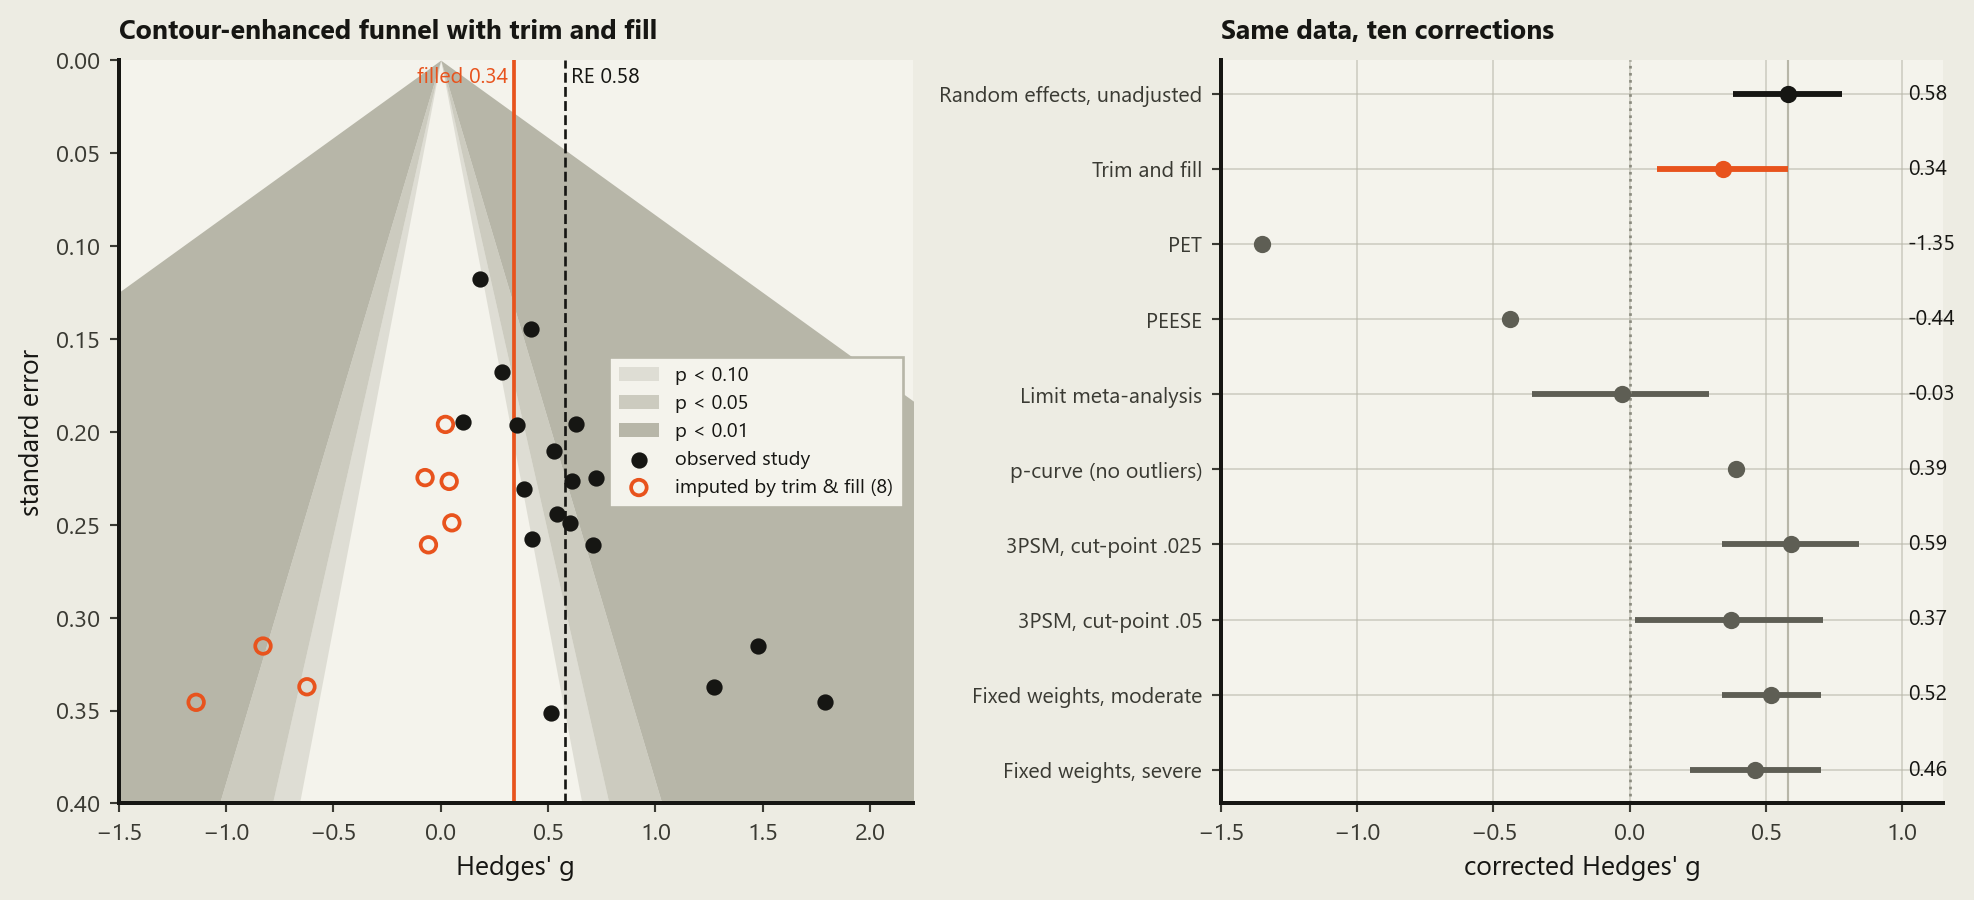 Contour-enhanced funnel with trim and fill
filled 0.34
RE 0.58
0.00
0.05
0.10
0.15
0.20
0.25
0.30
0.35
0.40
standard error
p < 0.10
p < 0.05
p < 0.01
observed study
imputed by trim & fill (8)
−1.5
−1.0
−0.5
0.0
0.5
1.0
1.5
2.0
Hedges' g
Same data, ten corrections
Random effects, unadjusted
0.58
Trim and fill
0.34
PET
-1.35
PEESE
-0.44
Limit meta-analysis
-0.03
p-curve (no outliers)
0.39
3PSM, cut-point .025
0.59
3PSM, cut-point .05
0.37
Fixed weights, moderate
0.52
Fixed weights, severe
0.46
−1.5
−1.0
−0.5
0.0
0.5
1.0
corrected Hedges' g